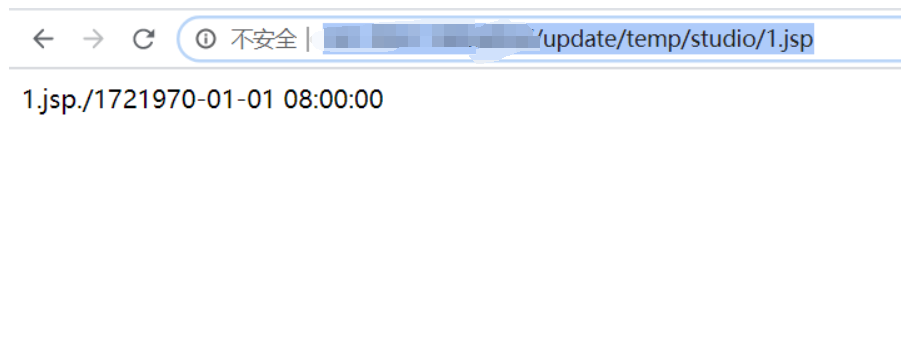 不安全 | /update/temp/studio/1.jsp
1.jsp./1721970-01-01 08:00:00